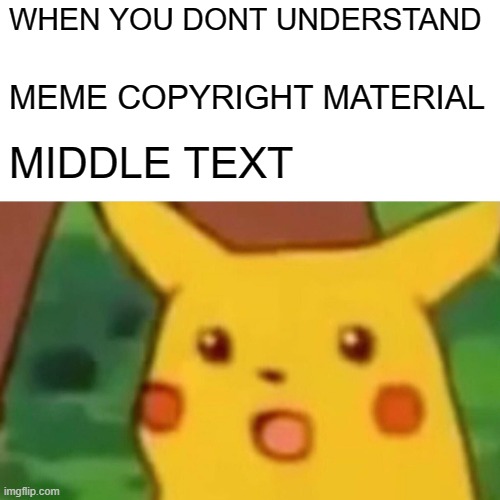 WHEN YOU DONT UNDERSTAND
MEME COPYRIGHT MATERIAL
MIDDLE TEXT
imgflip.com